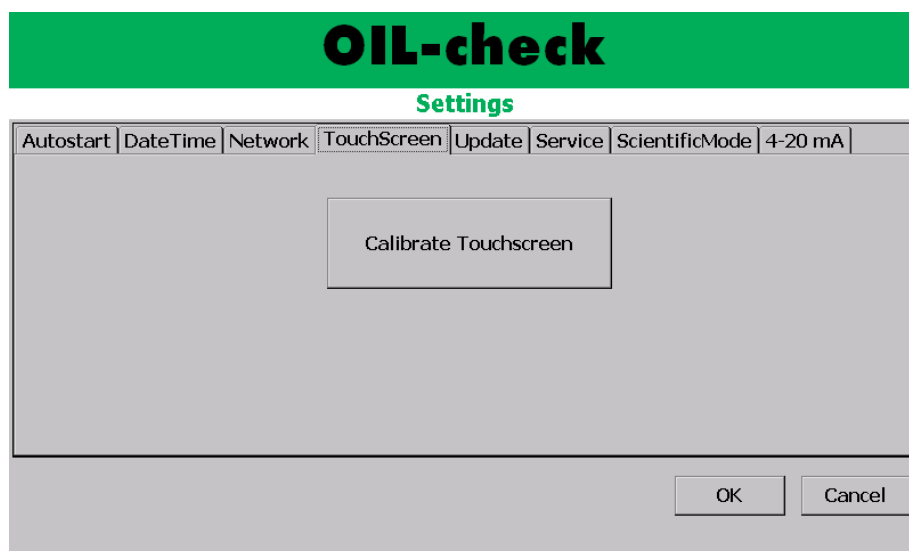 OIL-check
Settings
Autostart DateTime Network TouchScreen Update Service ScientificMode 4-20 mA
Calibrate Touchscreen
OK Cancel